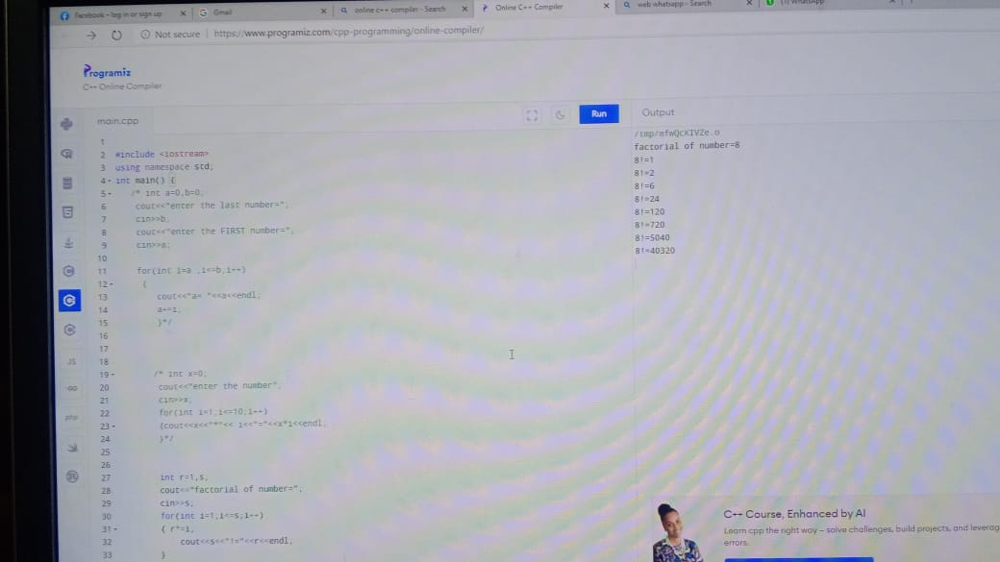 Facebook – log in or sign up
Gmail
online c++ compiler - Search
Online C++ Compiler
web whatsapp - Search
(1) WhatsApp
Not secure
https://www.programiz.com/cpp-programming/online-compiler/
Programiz
C++ Online Compiler
main.cpp
Run
Output
1
2 #include <iostream>
3 using namespace std;
4 int main() {
5 /* int a=0,b=0;
6 cout<<"enter the last number=";
7 cin>>b;
8 cout<<"enter the FIRST number=";
9 cin>>a;
10
11 for(int i=a ;i<=b;i++)
12 {
13 cout<<"a= "<<a<<endl;
14 a+=1;
15 }*/
16
17
18
19 /* int x=0;
20 cout<<"enter the number";
21 cin>>x;
22 for(int i=1;i<=10;i++)
23 {cout<<x<<"*"<< i<<"="<<x*i<<endl;
24 }*/
25
26
27 int r=1,s;
28 cout<<"factorial of number=";
29 cin>>s;
30 for(int i=1;i<=s;i++)
31 { r*=i;
32 cout<<s<<"!="<<r<<endl;
33 }
JS
GO
php
/tmp/mfwQcKIVZe.o
factorial of number=8
8!=1
8!=2
8!=6
8!=24
8!=120
8!=720
8!=5040
8!=40320
C++ Course, Enhanced by AI
Learn cpp the right way – solve challenges, build projects, and leverag
errors.